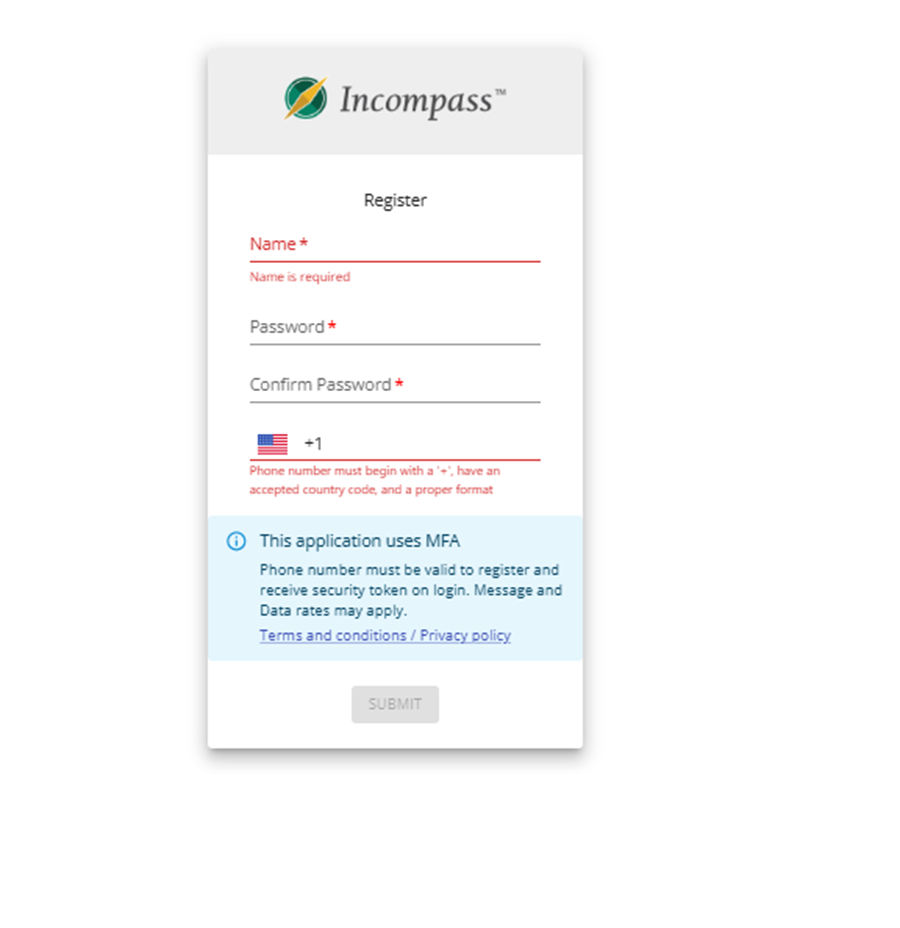 Incompass™
Register
Name *
Name is required
Password *
Confirm Password *
+1
Phone number must begin with a '+', have an
accepted country code, and a proper format
This application uses MFA
Phone number must be valid to register and
receive security token on login. Message and
Data rates may apply.
Terms and conditions / Privacy policy
SUBMIT